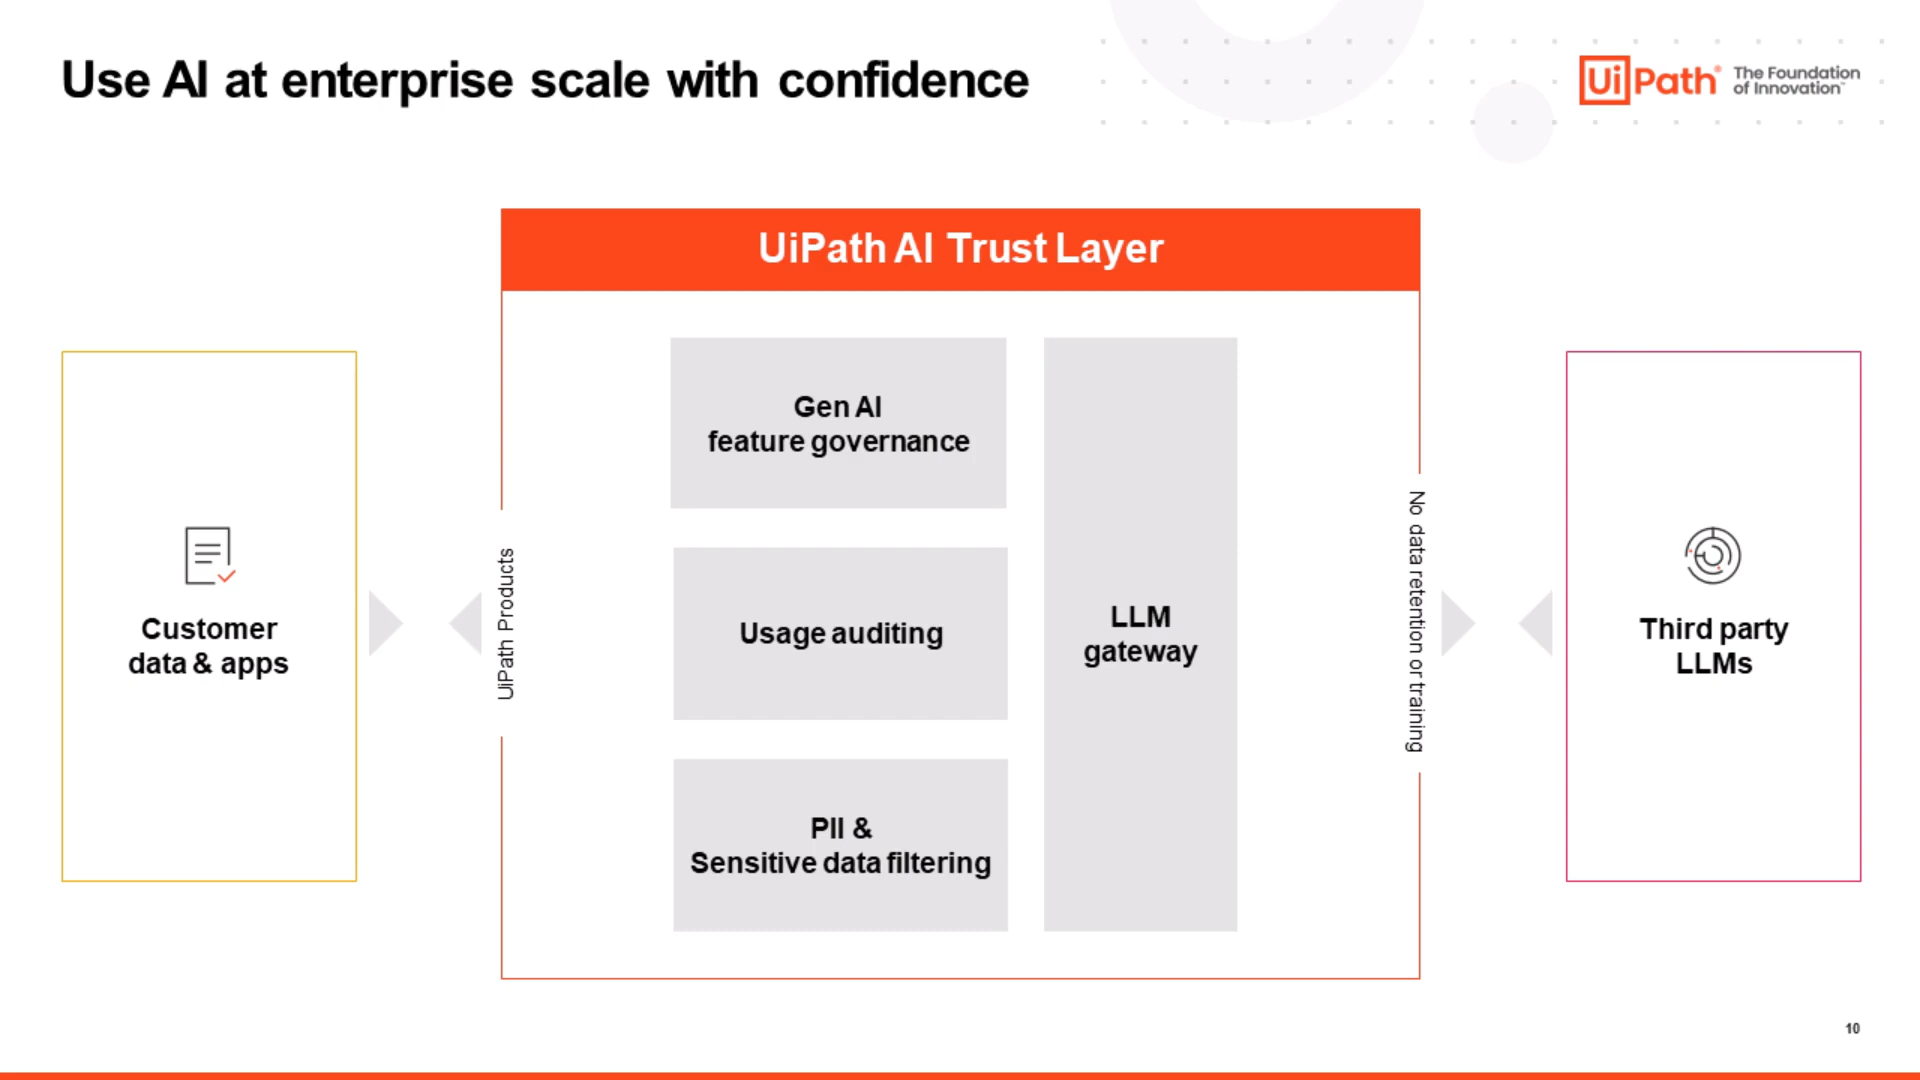 Use AI at enterprise scale with confidence
UiPath® The Foundation
of Innovation™
UiPath AI Trust Layer
Customer
data & apps
UiPath Products
Gen AI
feature governance
Usage auditing
PII &
Sensitive data filtering
LLM
gateway
No data retention or training
Third party
LLMs
10